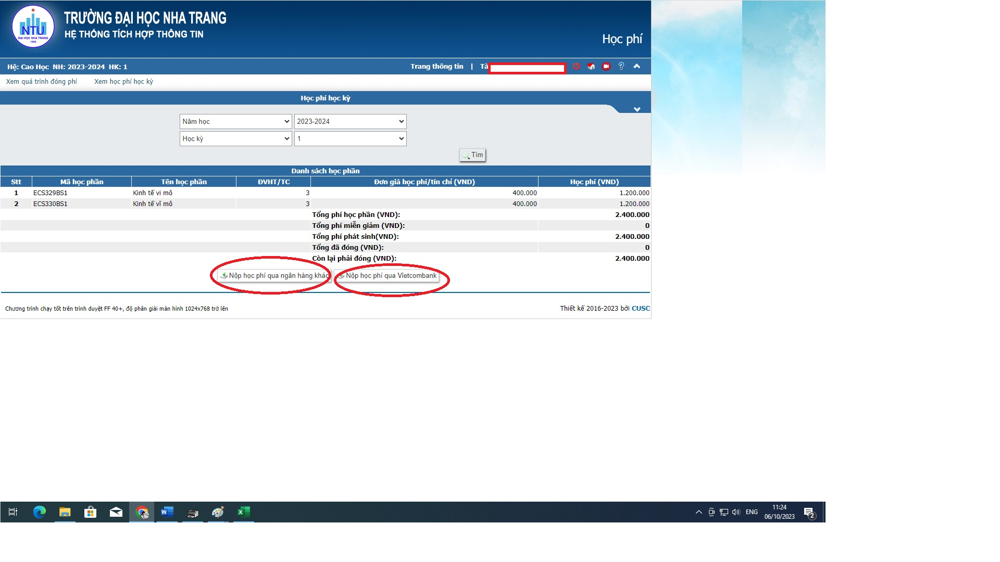 TRƯỜNG ĐẠI HỌC NHA TRANG
HỆ THỐNG TÍCH HỢP THÔNG TIN
NTU
ĐẠI HỌC NHA TRANG
1959
Học phí
Hệ: Cao Học NH: 2023-2024 HK: 1
Trang thông tin | Tà
Xem quá trình đóng phí Xem học phí học kỳ
Học phí học kỳ
Năm học 2023-2024
Học kỳ 1
Tìm
Danh sách học phần
Stt Mã học phần Tên học phần ĐVHT/TC Đơn giá học phí/tín chỉ (VND) Học phí (VND)
1 ECS329BS1 Kinh tế vi mô 3 400.000 1.200.000
2 ECS330BS1 Kinh tế vĩ mô 3 400.000 1.200.000
Tổng phí học phần (VND): 2.400.000
Tổng phí miễn giảm (VND): 0
Tổng phí phát sinh(VND): 2.400.000
Tổng đã đóng (VND): 0
Còn lại phải đóng (VND): 2.400.000
Nộp học phí qua ngân hàng khác Nộp học phí qua Vietcombank
Chương trình chạy tốt trên trình duyệt FF 40+, độ phân giải màn hình 1024x768 trở lên
Thiết kế 2016-2023 bởi CUSC
ENG
11:24
06/10/2023
2